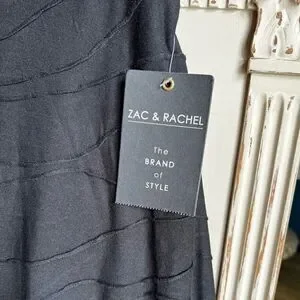 ZAC & RACHEL
The
BRAND
of
STYLE